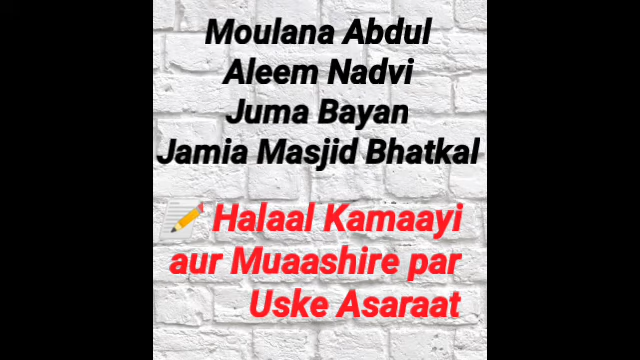 Moulana Abdul
Aleem Nadvi
Juma Bayan
Jamia Masjid Bhatkal
📝 Halaal Kamaayi
aur Muaashire par
Uske Asaraat